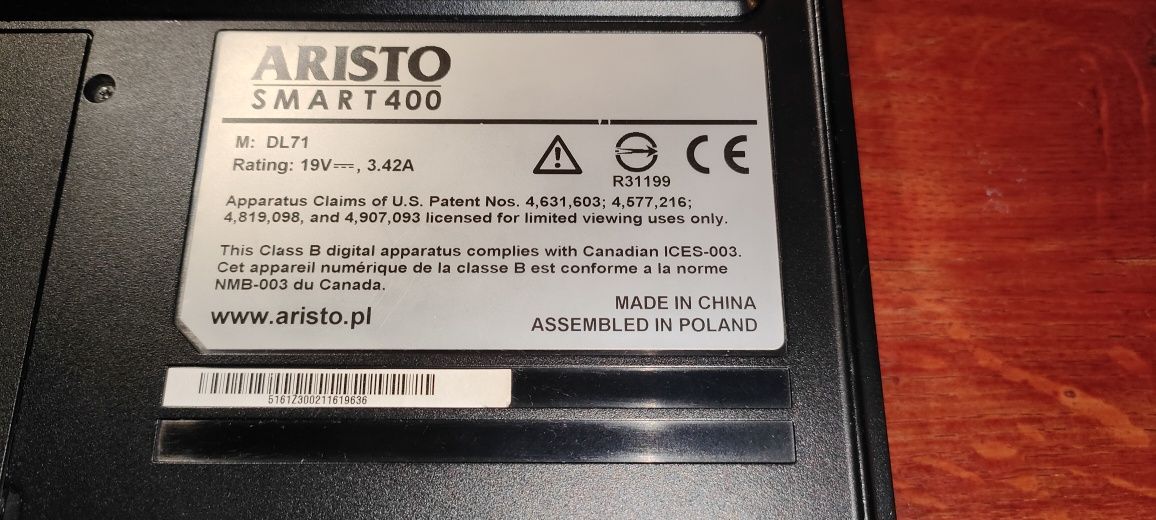 ARISTO
SMART400
M: DL71
Rating: 19V⎓, 3.42A
R31199
CE
Apparatus Claims of U.S. Patent Nos. 4,631,603; 4,577,216;
4,819,098, and 4,907,093 licensed for limited viewing uses only.
This Class B digital apparatus complies with Canadian ICES-003.
Cet appareil numérique de la classe B est conforme a la norme
NMB-003 du Canada.
www.aristo.pl
MADE IN CHINA
ASSEMBLED IN POLAND
5161Z300211619636